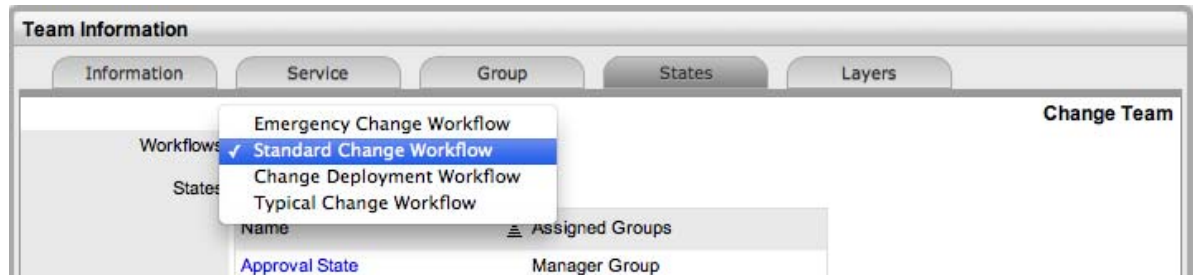 Team Information
Information Service Group States Layers
Change Team
Emergency Change Workflow
Workflows ✓ Standard Change Workflow
Change Deployment Workflow
States
Typical Change Workflow
Name Assigned Groups
Approval State Manager Group